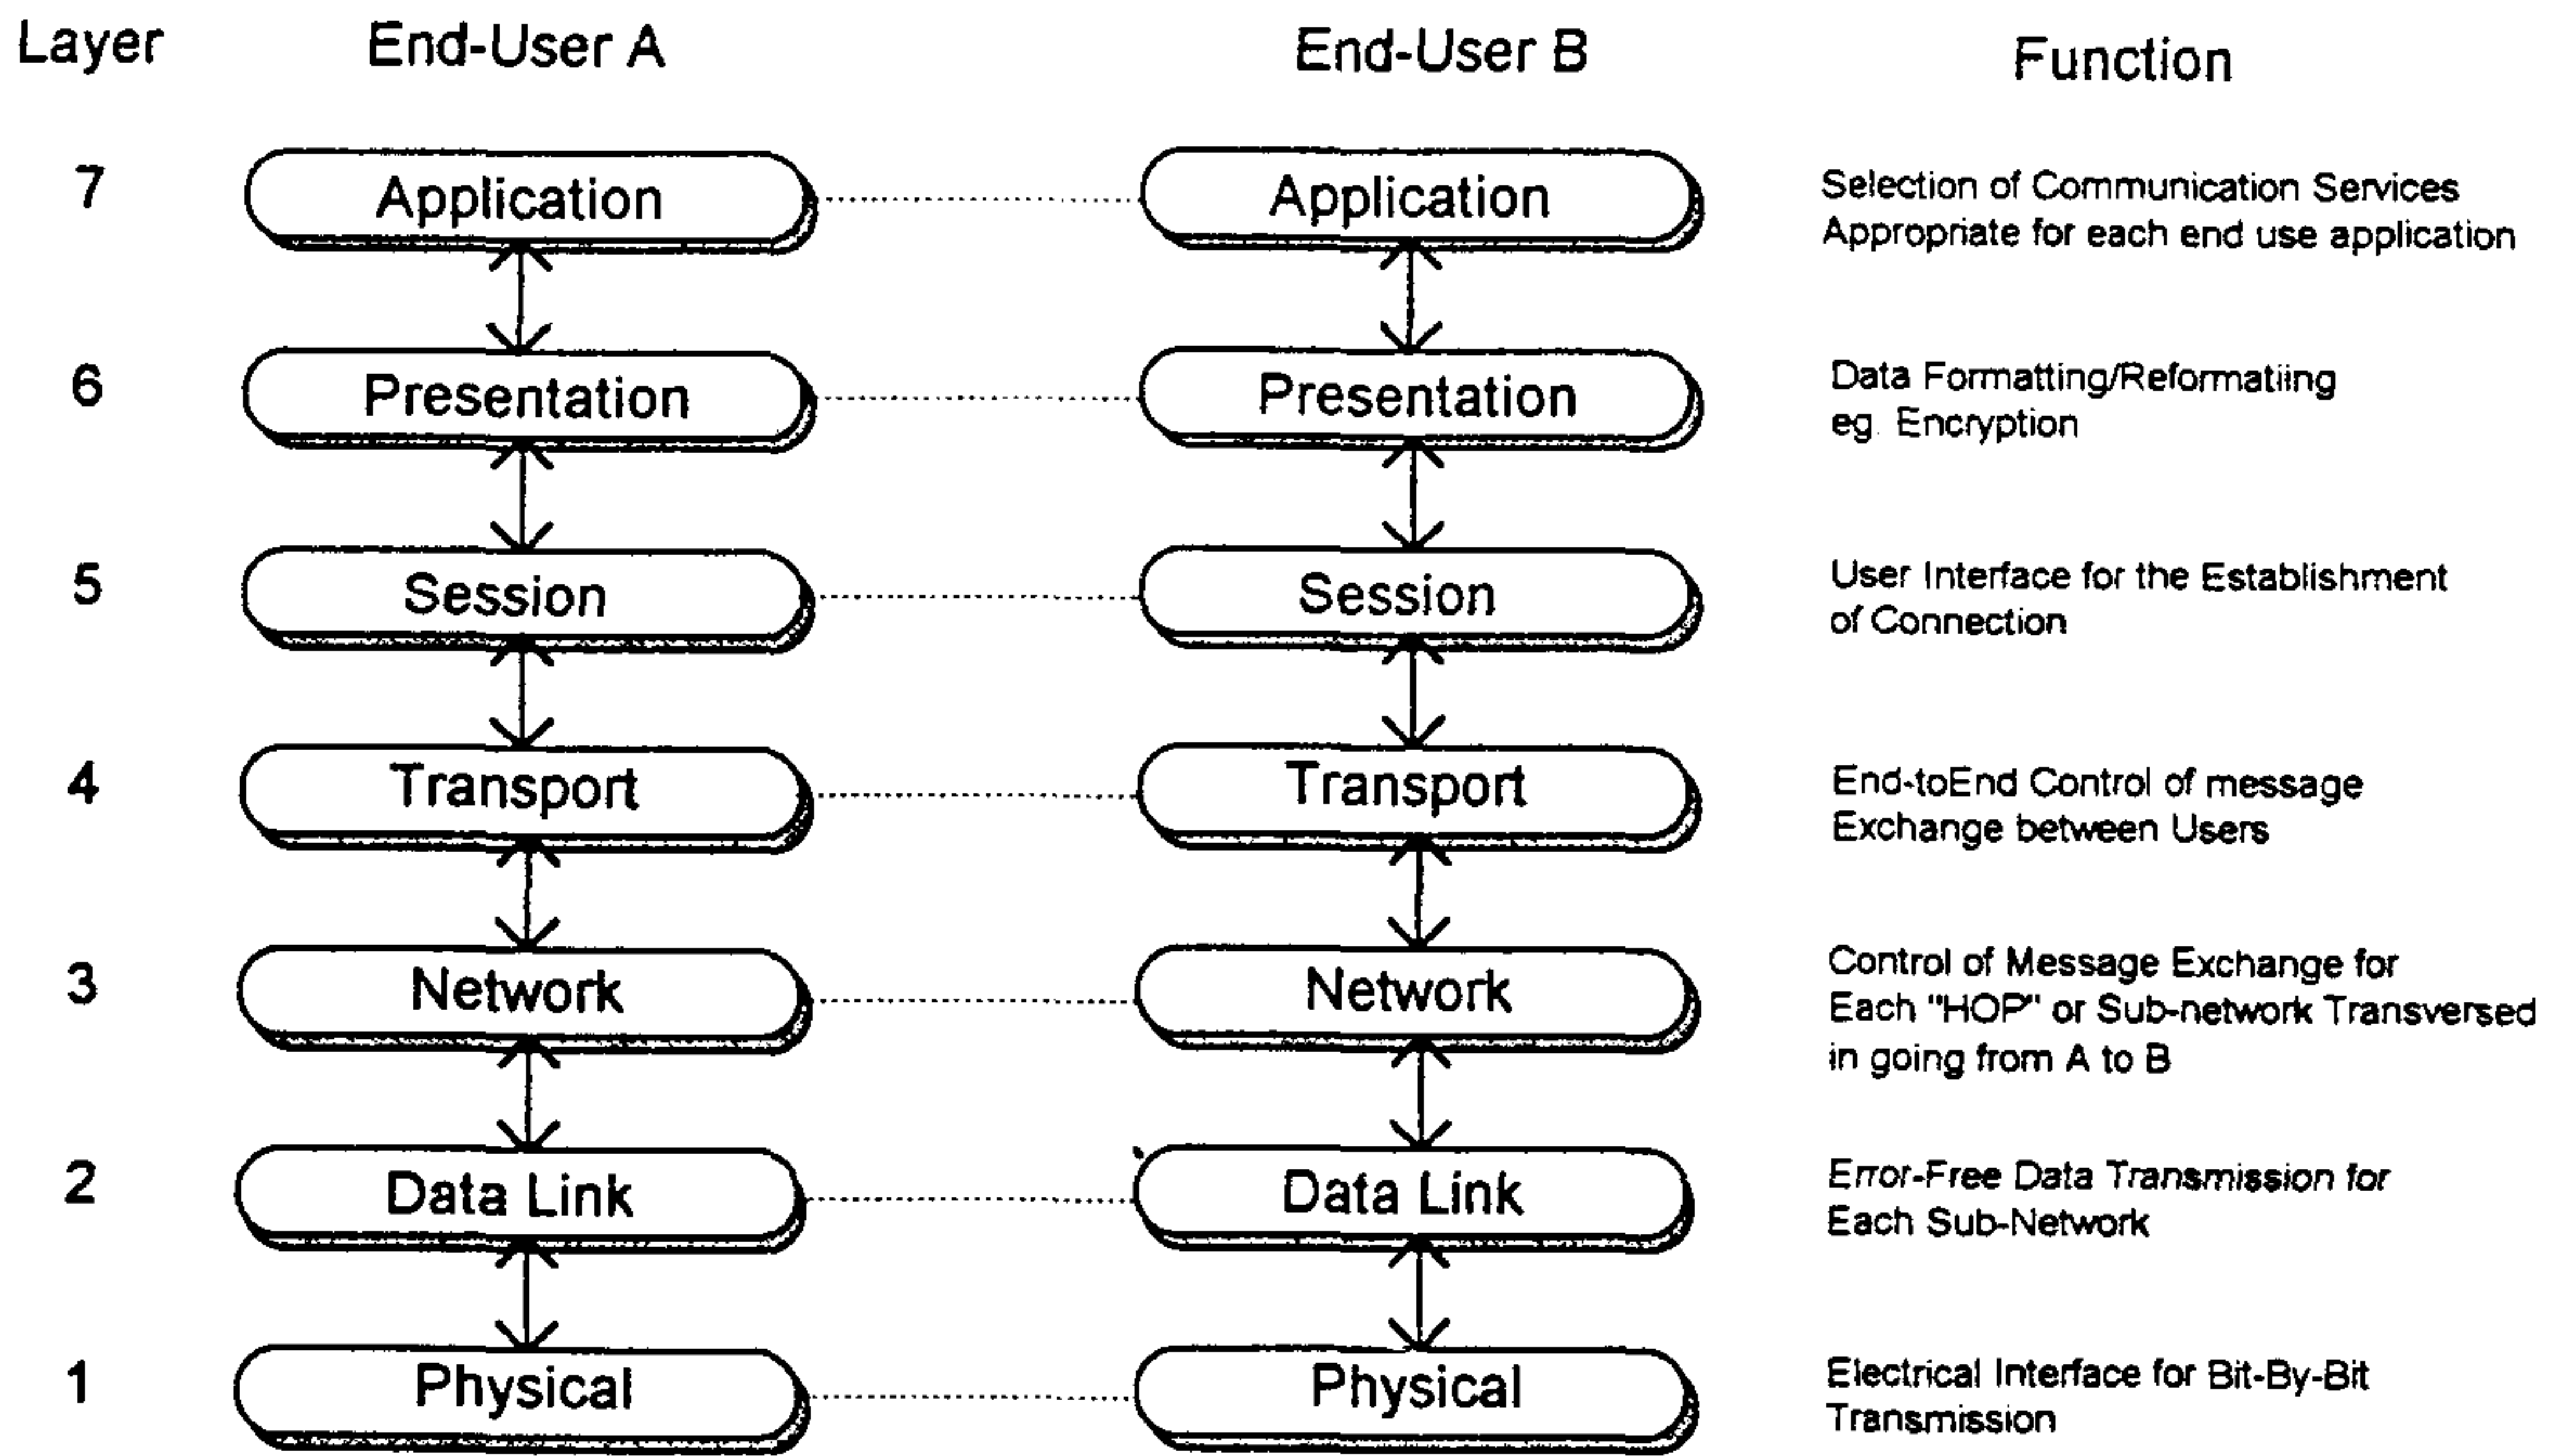 Layer End-User A End-User B Function
7 Application Application Selection of Communication Services
Appropriate for each end use application
6 Presentation Presentation Data Formatting/Reformatiing
eg. Encryption
5 Session Session User Interface for the Establishment
of Connection
4 Transport Transport End-toEnd Control of message
Exchange between Users
3 Network Network Control of Message Exchange for
Each "HOP" or Sub-network Transversed
in going from A to B
2 Data Link Data Link Error-Free Data Transmission for
Each Sub-Network
1 Physical Physical Electrical Interface for Bit-By-Bit
Transmission